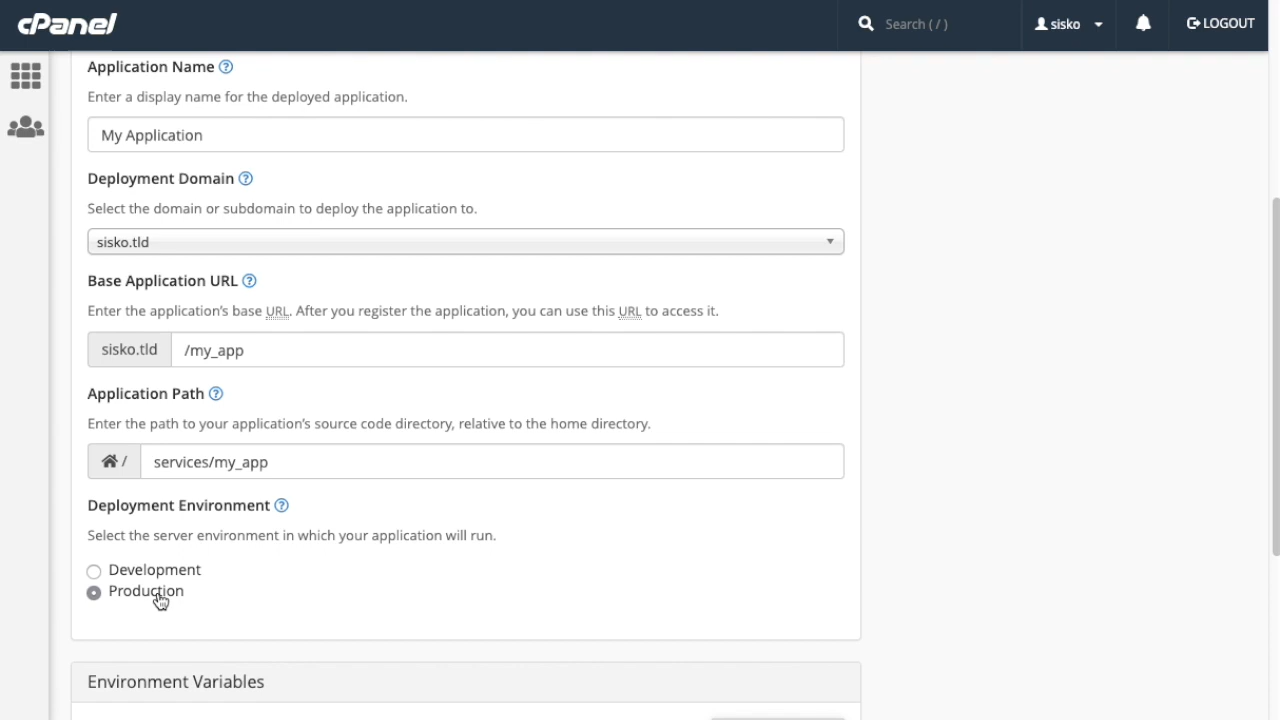 cPanel
Search ( / )
sisko
LOGOUT
Application Name
Enter a display name for the deployed application.
My Application
Deployment Domain
Select the domain or subdomain to deploy the application to.
sisko.tld
Base Application URL
Enter the application's base URL. After you register the application, you can use this URL to access it.
sisko.tld /my_app
Application Path
Enter the path to your application's source code directory, relative to the home directory.
/ services/my_app
Deployment Environment
Select the server environment in which your application will run.
Development
Production
Environment Variables